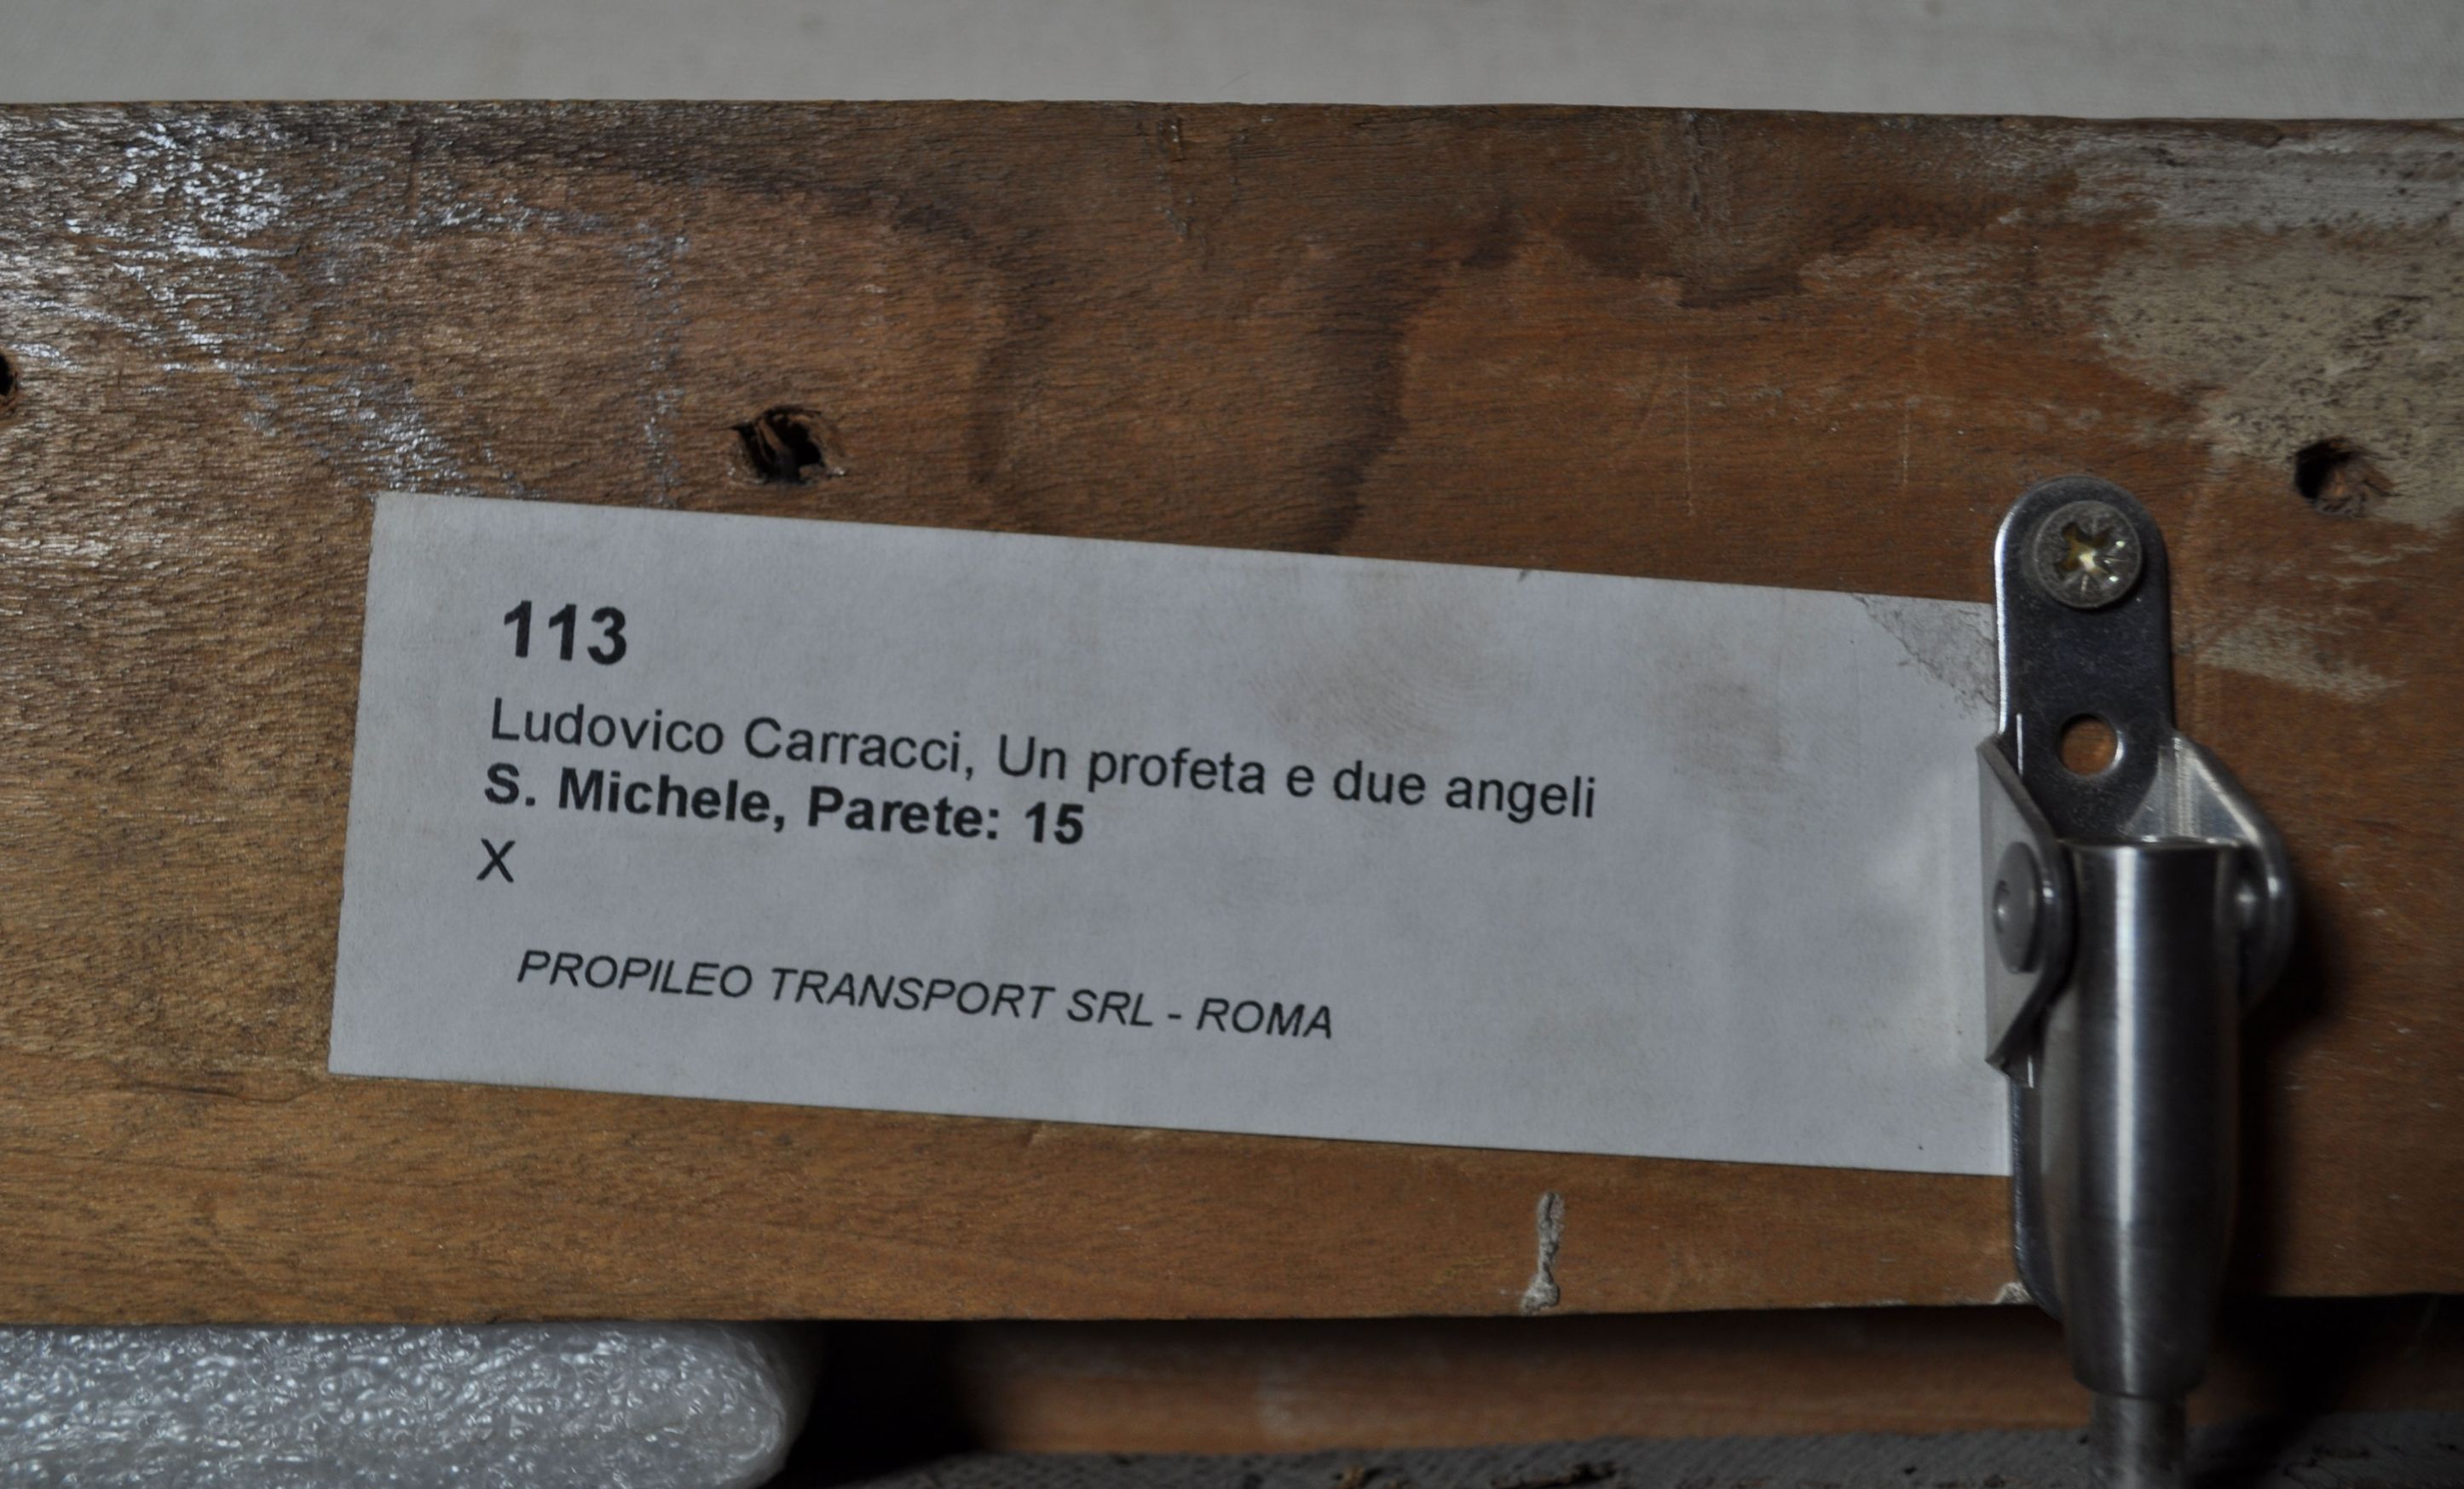 113
Ludovico Carracci, Un profeta e due angeli
S. Michele, Parete: 15
X
PROPILEO TRANSPORT SRL - ROMA